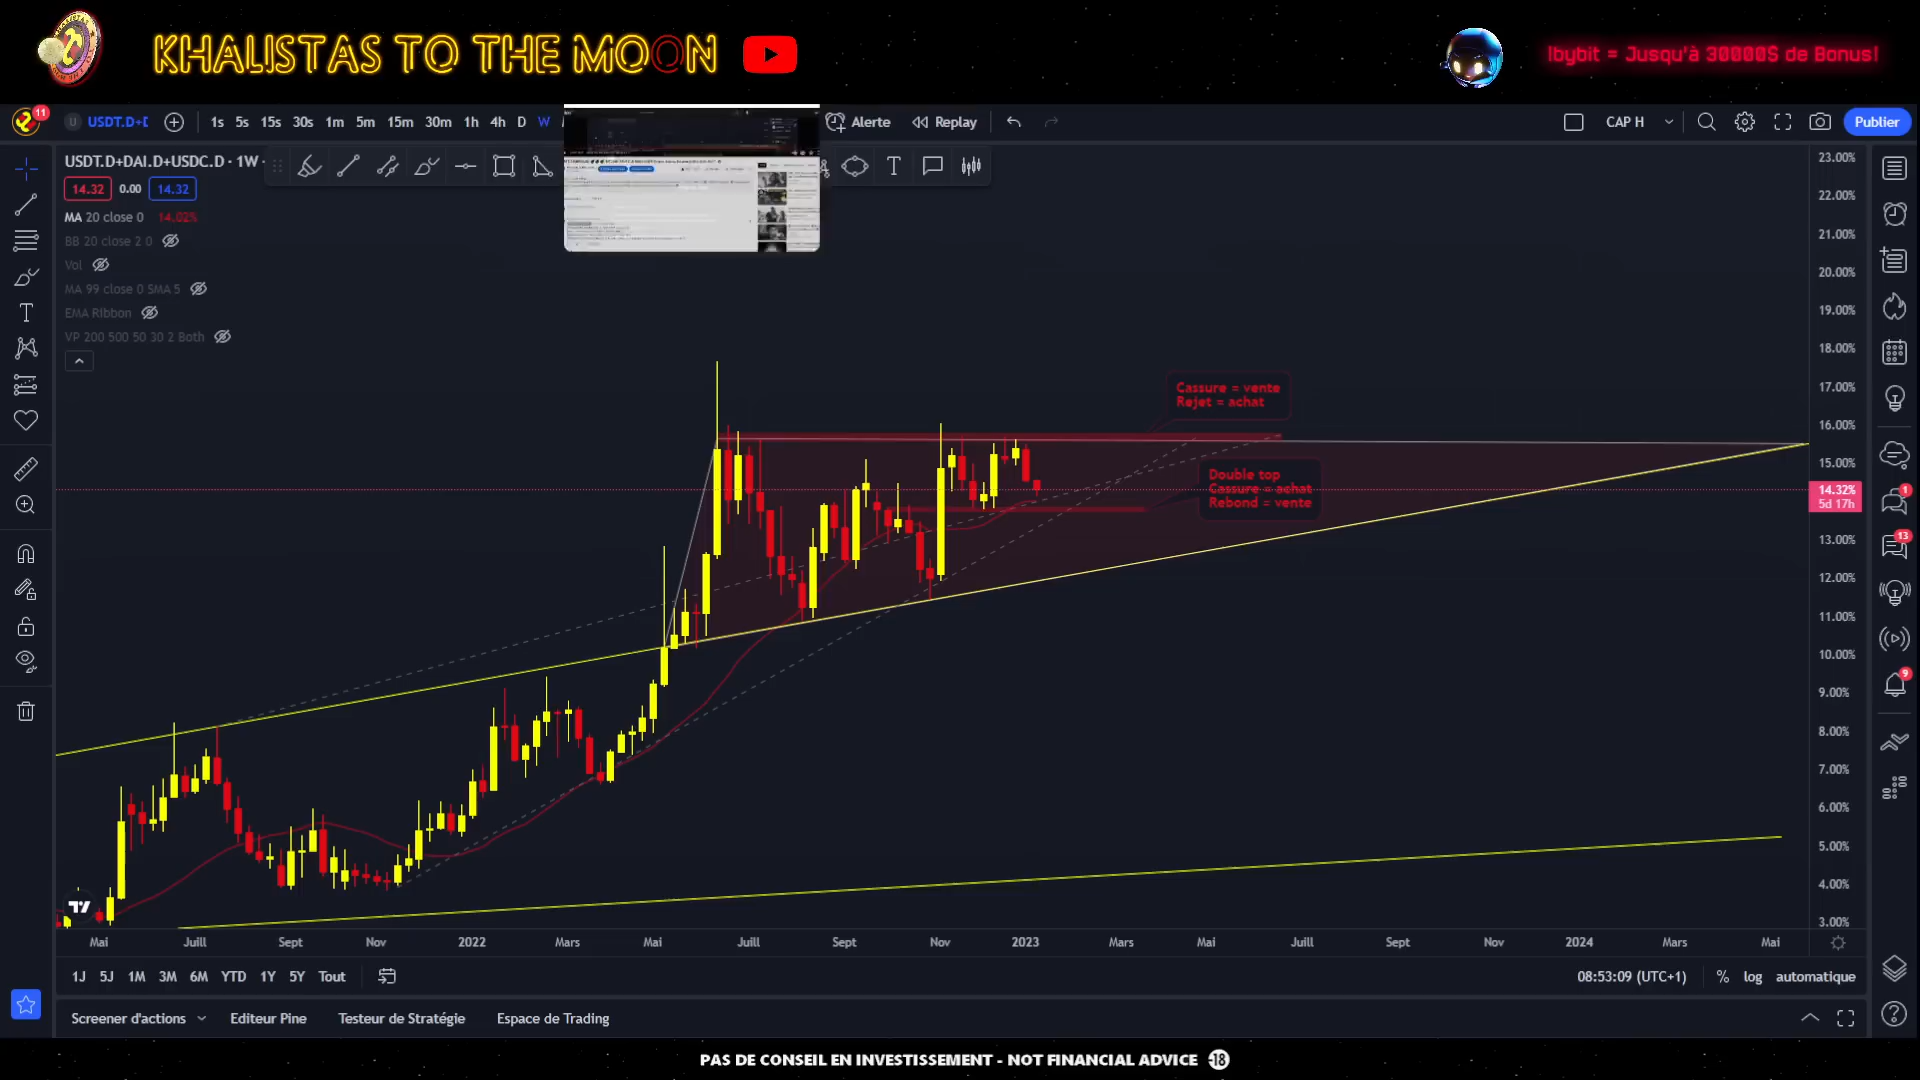 KHALISTAS TO THE MOON
!bybit = Jusqu'à 30000$ de Bonus!
11
USDT.D+D
1s 5s 15s 30s 1m 5m 15m 30m 1h 4h D W
Alerte
Replay
CAP H
Publier
USDT.D+DAI.D+USDC.D · 1W ·
14.32 0.00 14.32
MA 20 close 0 14.02%
BB 20 close 2 0
Vol
MA 99 close 0 SMA 5
EMA Ribbon
VP 200 500 50 30 2 Both
23.00%
22.00%
21.00%
20.00%
19.00%
18.00%
17.00%
16.00%
15.00%
14.32%
5d 17h
13.00%
12.00%
11.00%
10.00%
9.00%
8.00%
7.00%
6.00%
5.00%
4.00%
3.00%
Cassure = vente
Rejet = achat
Double top
Cassure = achat
Rebond = vente
1
13
9
Mai Juill Sept Nov 2022 Mars Mai Juill Sept Nov 2023 Mars Mai Juill Sept Nov 2024 Mars Mai
1J 5J 1M 3M 6M YTD 1Y 5Y Tout
08:53:09 (UTC+1) % log automatique
Screener d'actions Editeur Pine Testeur de Stratégie Espace de Trading
PAS DE CONSEIL EN INVESTISSEMENT - NOT FINANCIAL ADVICE -18